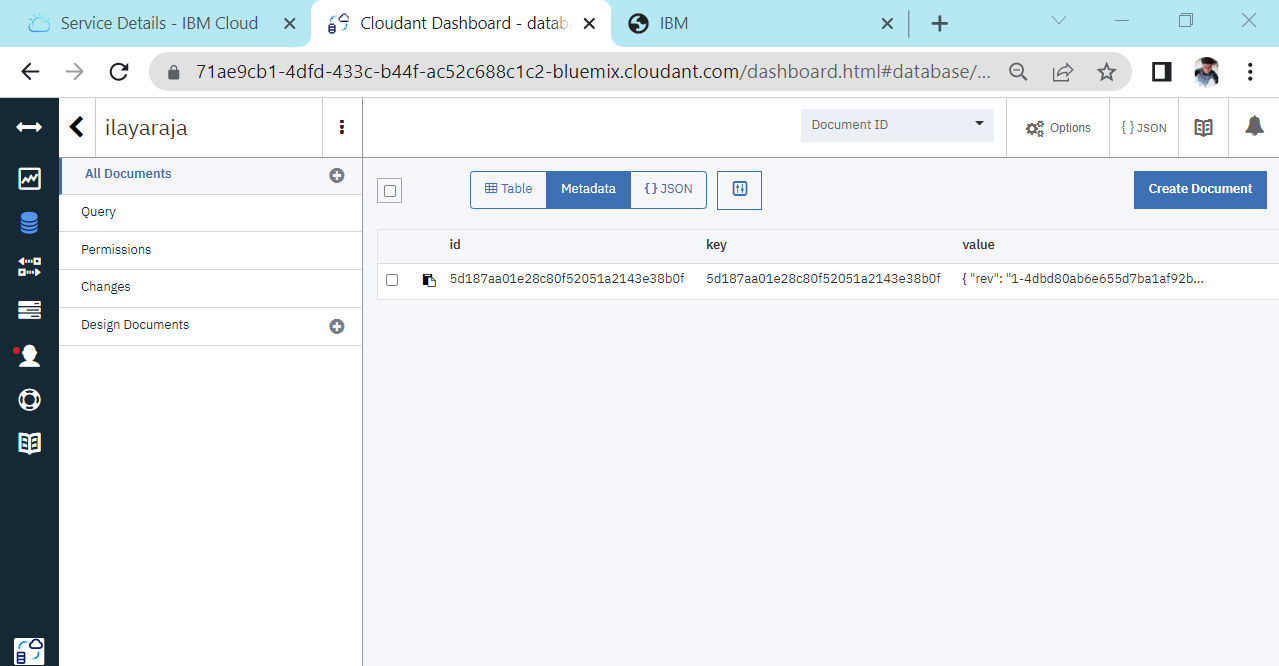 Service Details - IBM Cloud
Cloudant Dashboard - datab
IBM
71ae9cb1-4dfd-433c-b44f-ac52c688c1c2-bluemix.cloudant.com/dashboard.html#database/...
ilayaraja
Document ID
Options
{ } JSON
All Documents
Query
Permissions
Changes
Design Documents
Table
Metadata
{ } JSON
Create Document
id key value
5d187aa01e28c80f52051a2143e38b0f 5d187aa01e28c80f52051a2143e38b0f { "rev": "1-4dbd80ab6e655d7ba1af92b...